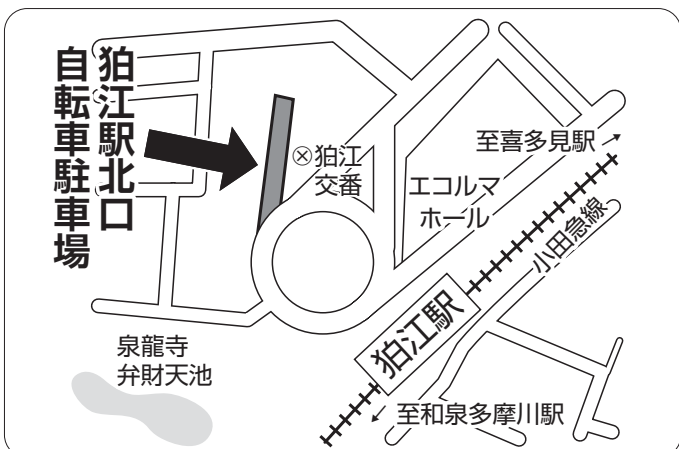 狛江駅北口
自転車駐車場
狛江
交番
至喜多見駅
エコルマ
ホール
小田急線
狛江駅
泉龍寺
弁財天池
至和泉多摩川駅